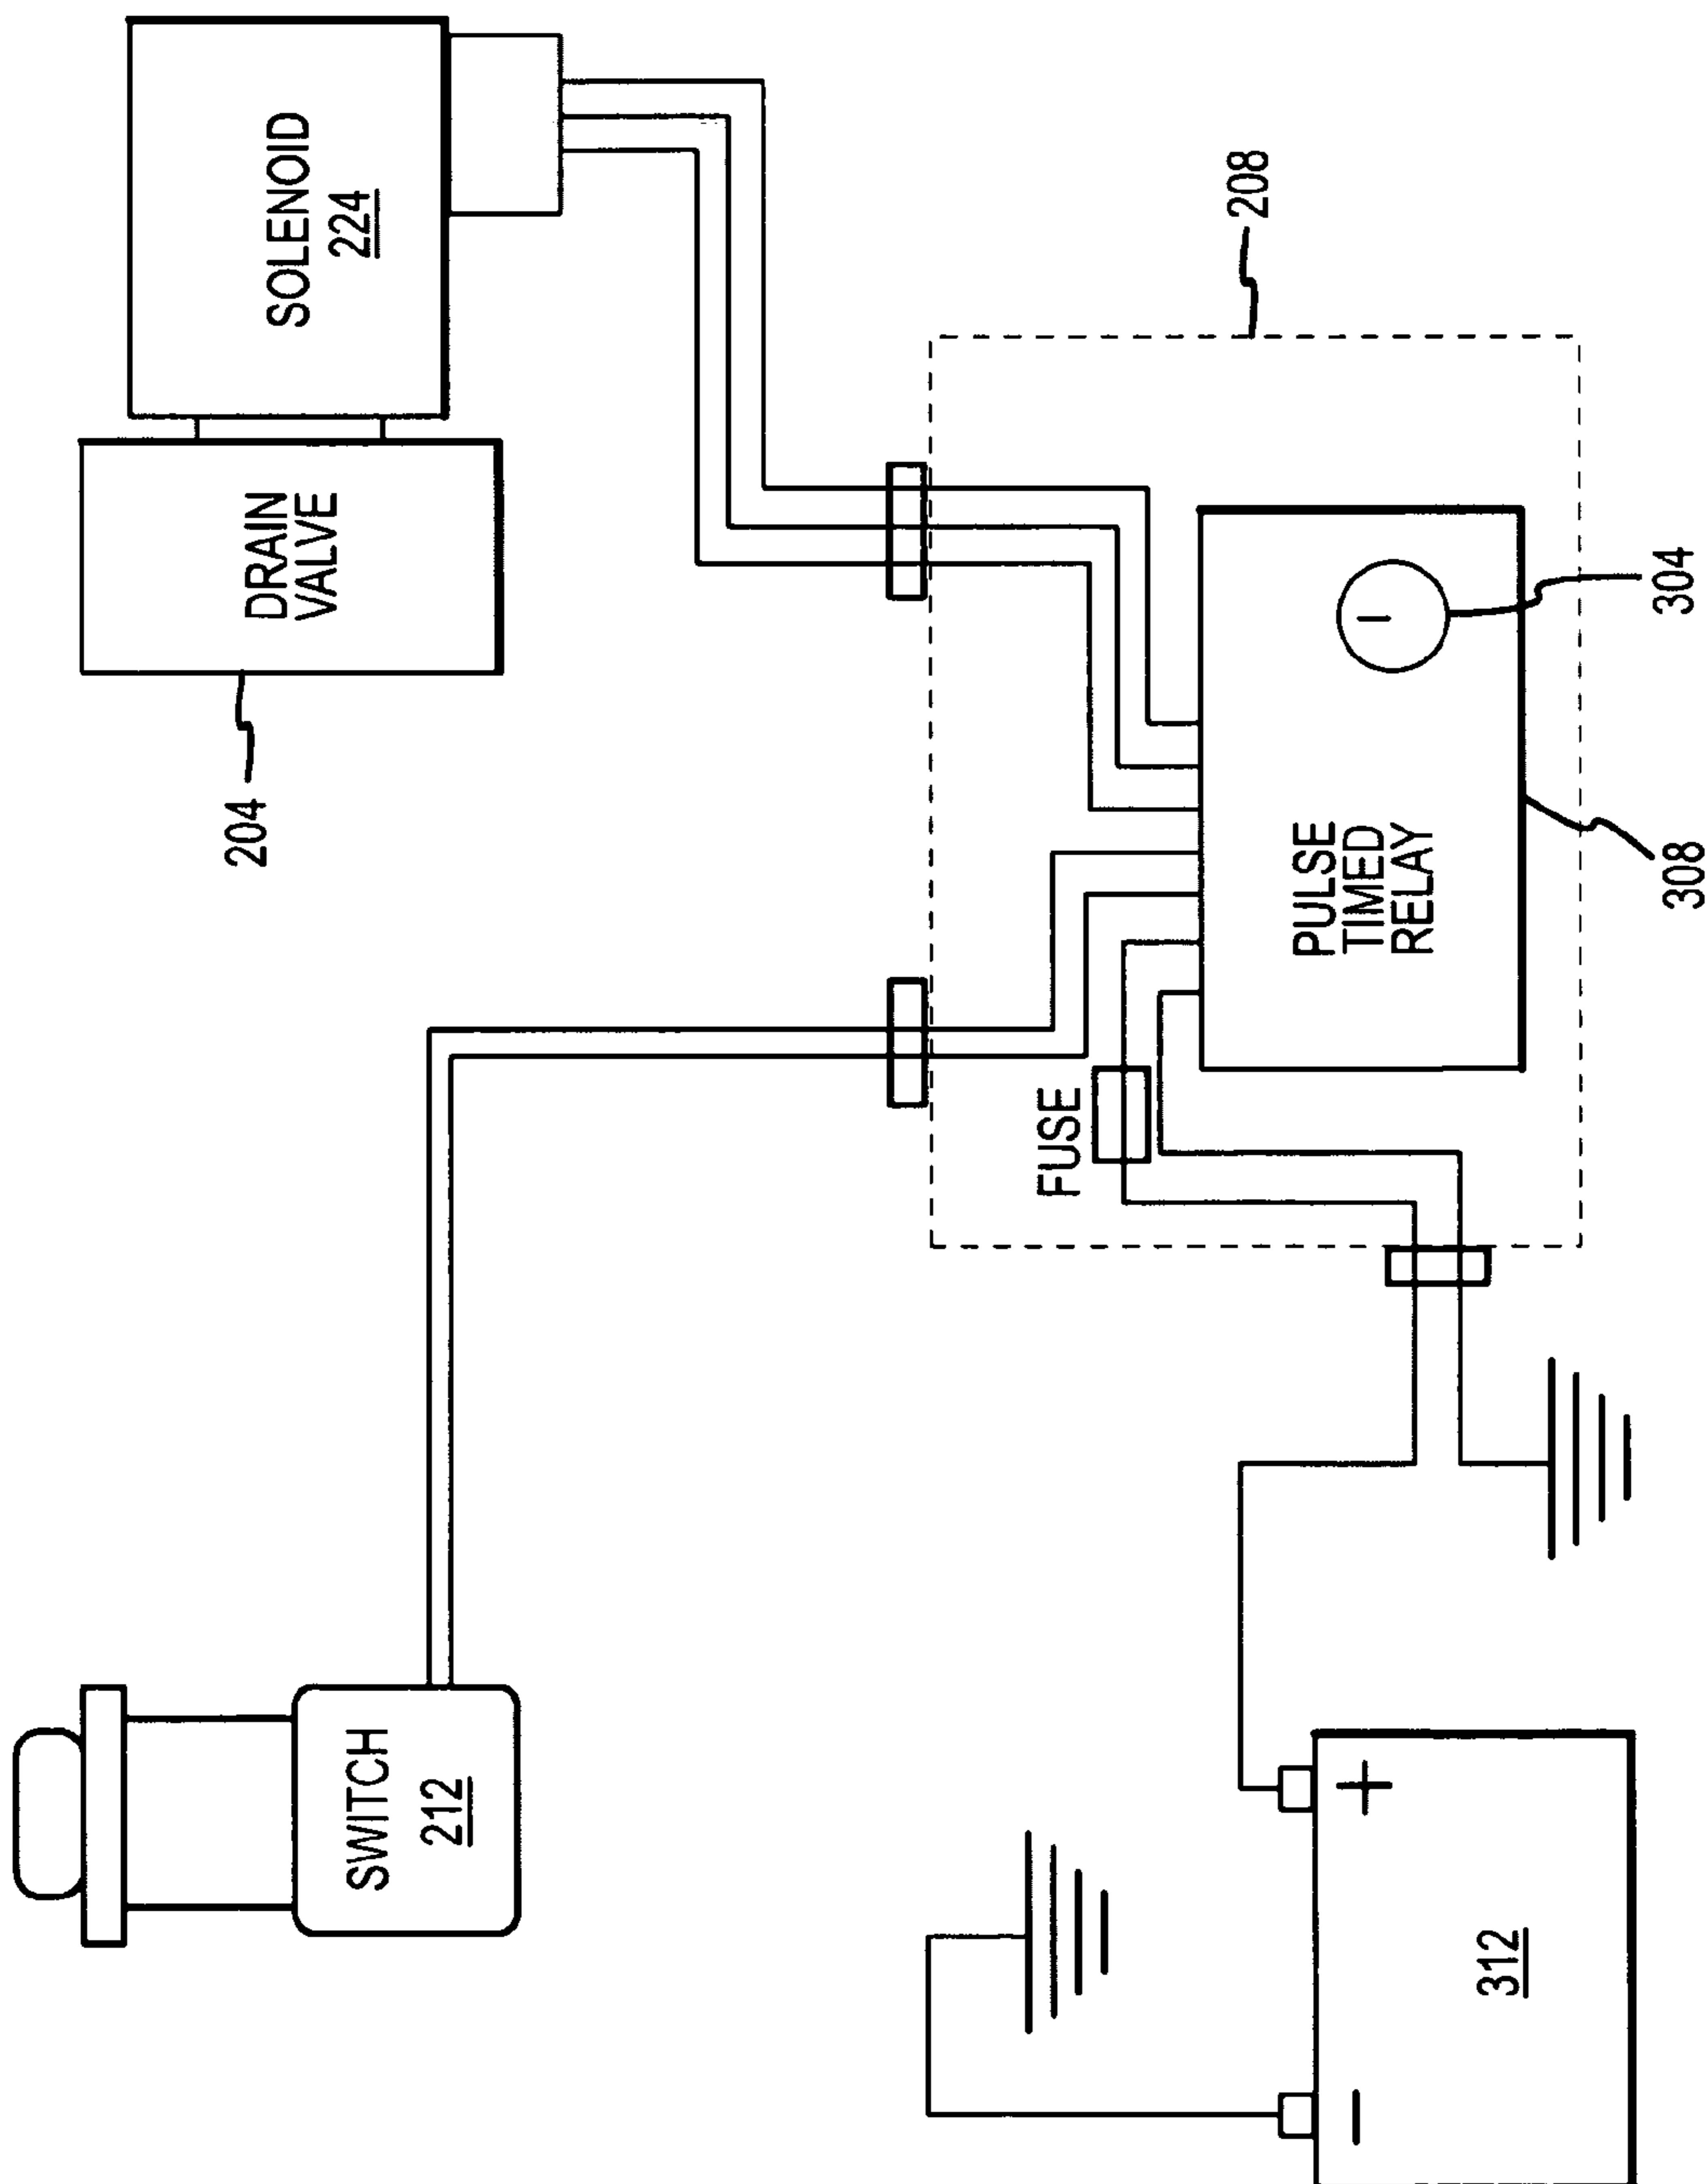 SWITCH
212
DRAIN
VALVE
SOLENOID
224
204
FUSE
208
312
+
−
PULSE
TIMED
RELAY
308
304